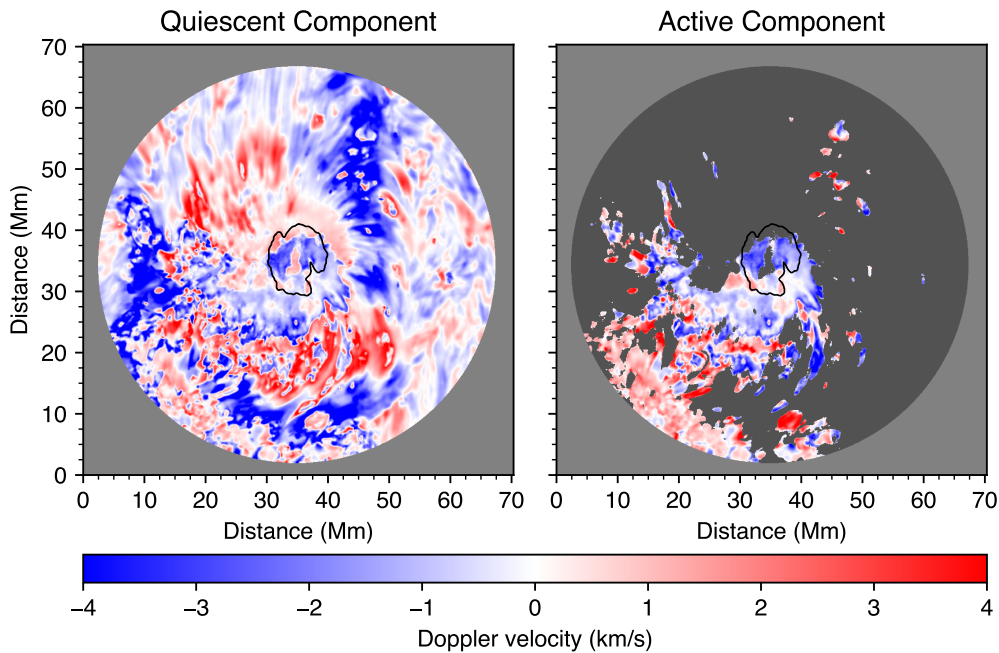 Quiescent Component
Active Component
70
60
50
40
30
20
10
0
Distance (Mm)
0 10 20 30 40 50 60 70
0 10 20 30 40 50 60 70
Distance (Mm)
Distance (Mm)
−4 −3 −2 −1 0 1 2 3 4
Doppler velocity (km/s)